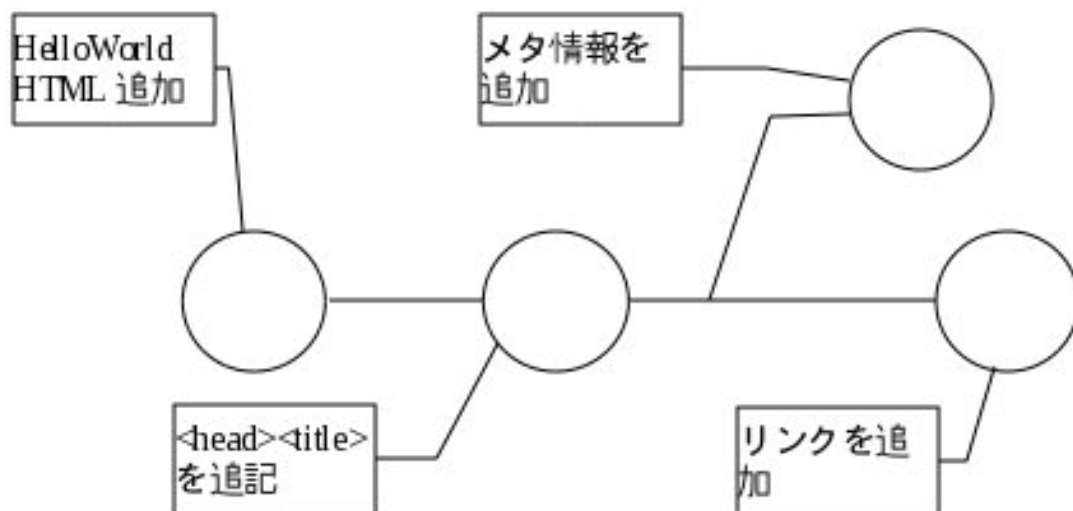 HelloWorld
HTML 追加
メタ情報を
追加
<head><title>
を追記
リンクを追
加